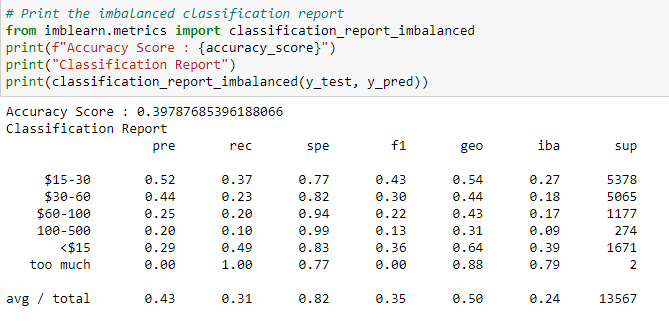 # Print the imbalanced classification report
from imblearn.metrics import classification_report_imbalanced
print(f"Accuracy Score : {accuracy_score}")
print("Classification Report")
print(classification_report_imbalanced(y_test, y_pred))
Accuracy Score : 0.39787685396188066
Classification Report
pre rec spe f1 geo iba sup
$15-30 0.52 0.37 0.77 0.43 0.54 0.27 5378
$30-60 0.44 0.23 0.82 0.30 0.44 0.18 5065
$60-100 0.25 0.20 0.94 0.22 0.43 0.17 1177
100-500 0.20 0.10 0.99 0.13 0.31 0.09 274
<$15 0.29 0.49 0.83 0.36 0.64 0.39 1671
too much 0.00 1.00 0.77 0.00 0.88 0.79 2
avg / total 0.43 0.31 0.82 0.35 0.50 0.24 13567